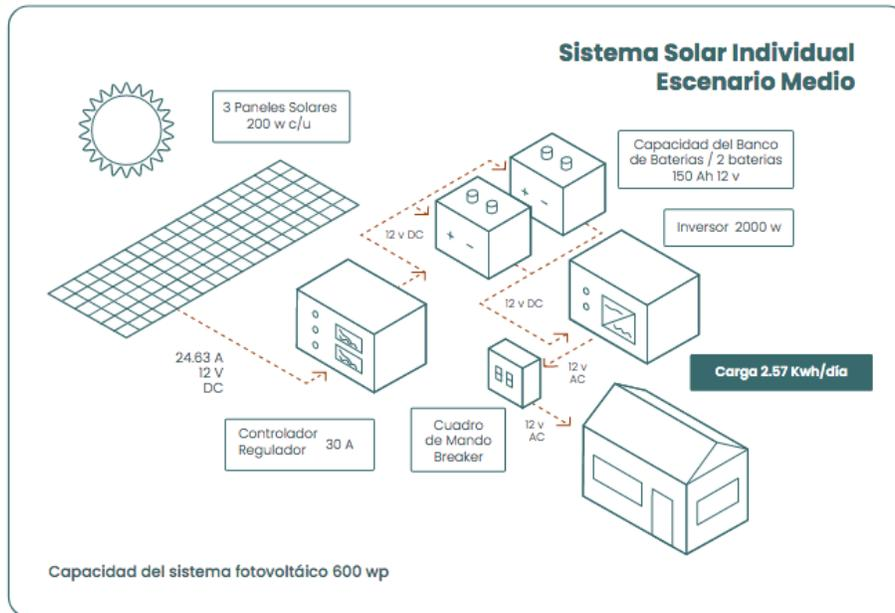 Sistema Solar Individual
Escenario Medio
3 Paneles Solares
200 w c/u
Capacidad del Banco
de Baterias / 2 baterias
150 Ah 12 v
Inversor 2000 w
12 v DC
12 v DC
24.63 A
12 V
DC
12 v
AC
Carga 2.57 Kwh/día
Controlador
Regulador 30 A
Cuadro
de Mando
Breaker
12 v
AC
Capacidad del sistema fotovoltáico 600 wp